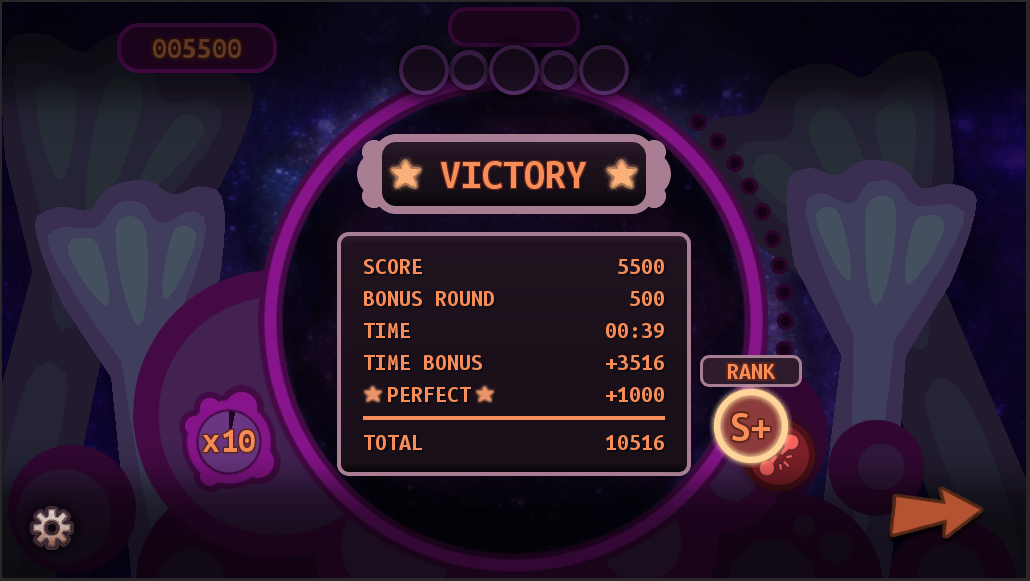 005500
VICTORY
SCORE 5500
BONUS ROUND 500
TIME 00:39
TIME BONUS +3516
PERFECT +1000
TOTAL 10516
RANK
S+
x10